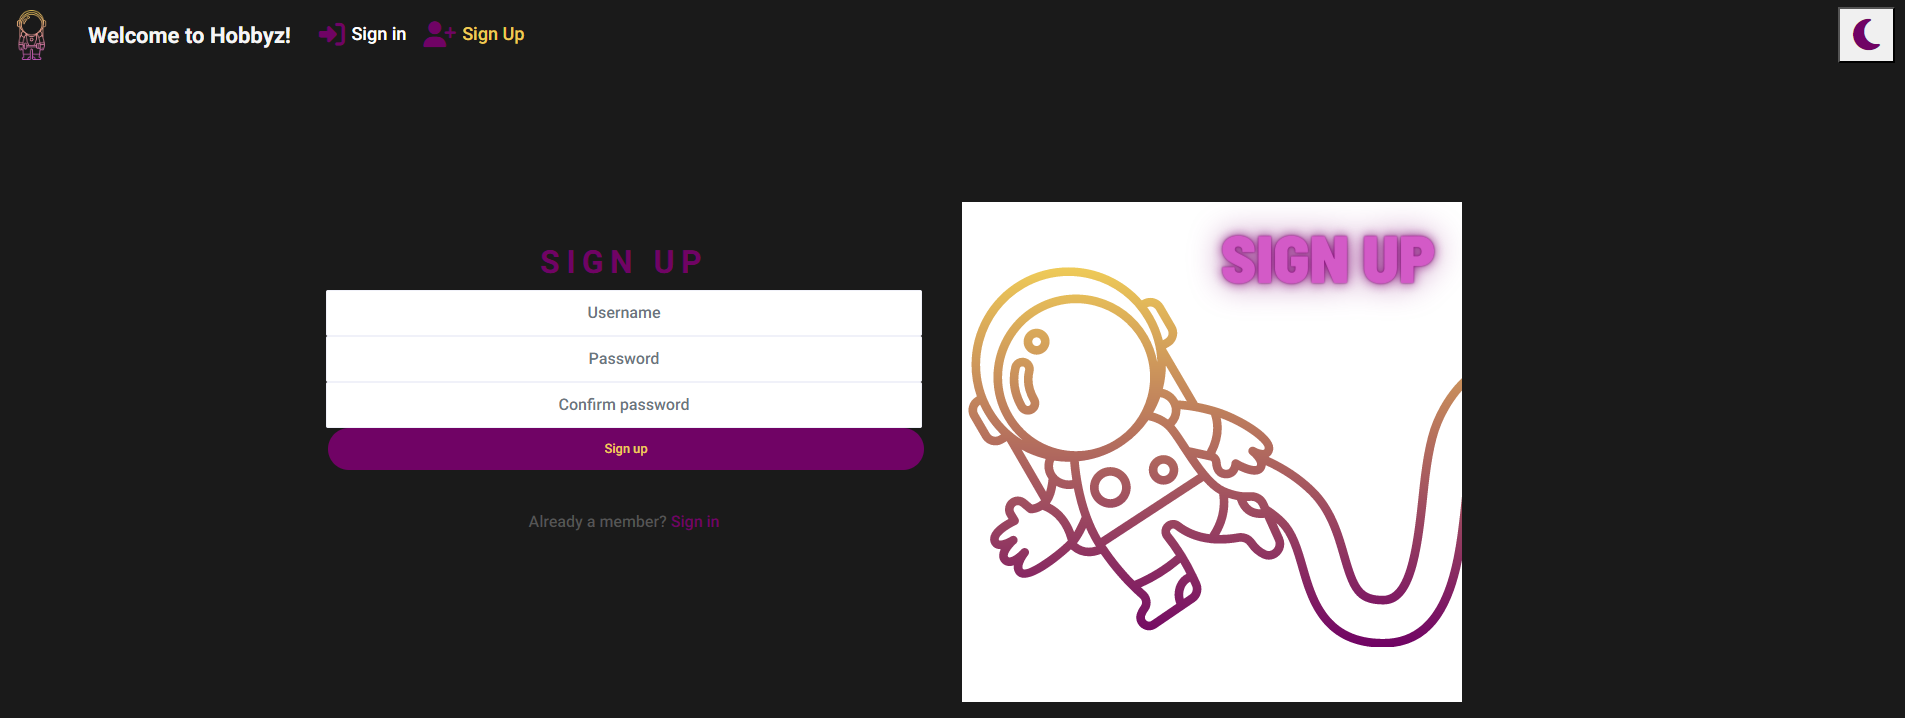 Welcome to Hobbyz! Sign in Sign Up
SIGN UP
Username
Password
Confirm password
Sign up
Already a member? Sign in
SIGN UP